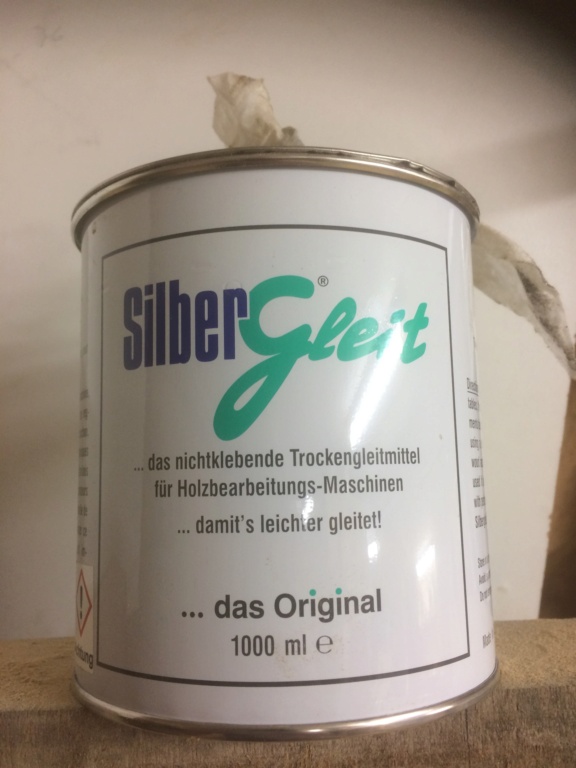 SilberGleit®
... das nichtklebende Trockengleitmittel
für Holzbearbeitungs-Maschinen
... damit's leichter gleitet!
... das Original
1000 ml ℮